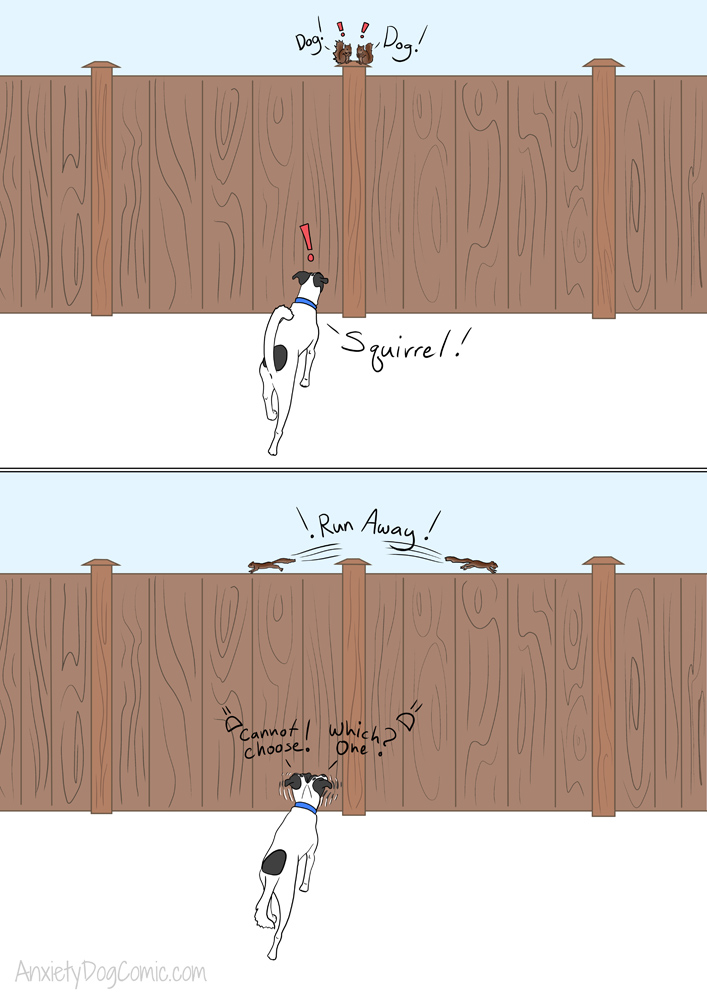 Dog!
! !
Dog!
!
Squirrel!
! Run Away!
Cannot choose!
Which One?
AnxietyDogComic.com